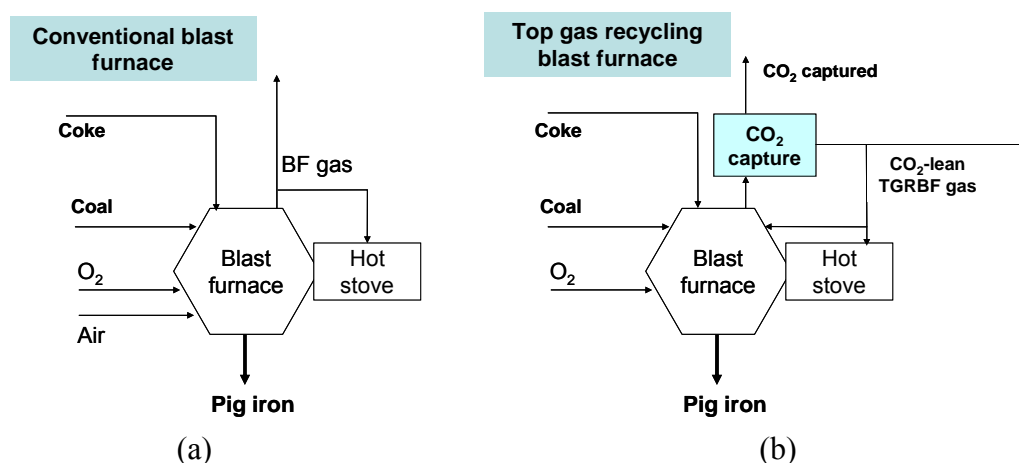 Conventional blast
furnace
Coke
BF gas
Coal
O2
Air
Blast
furnace
Hot
stove
Pig iron
(a)
Top gas recycling
blast furnace
CO2 captured
Coke
CO2
capture
CO2-lean
TGRBF gas
Coal
O2
Blast
furnace
Hot
stove
Pig iron
(b)